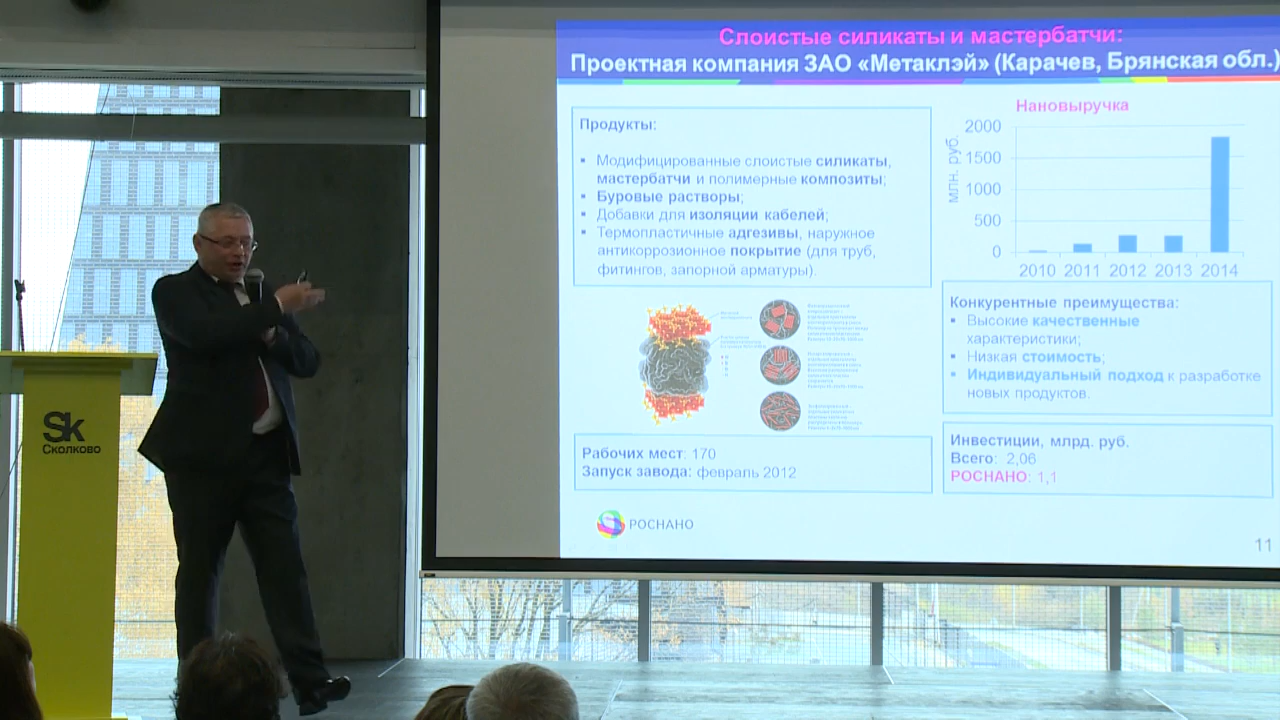 Слоистые силикаты и мастербатчи:
Проектная компания ЗАО «Метаклэй» (Карачев, Брянская обл.)
Продукты:
Модифицированные слоистые силикаты,
мастербатчи и полимерные композиты;
Буровые растворы;
Добавки для изоляции кабелей;
Термопластичные адгезивы, наружное
антикоррозионное покрытие (для труб,
фитингов, запорной арматуры)
Нановыручка
млн. руб.
2000
1500
1000
500
0
2010 2011 2012 2013 2014
Конкурентные преимущества:
Высокие качественные
характеристики;
Низкая стоимость;
Индивидуальный подход к разработке
новых продуктов.
Рабочих мест: 170
Запуск завода: февраль 2012
Инвестиции, млрд. руб.
Всего: 2,06
РОСНАНО: 1,1
РОСНАНО
11
Sk
Сколково